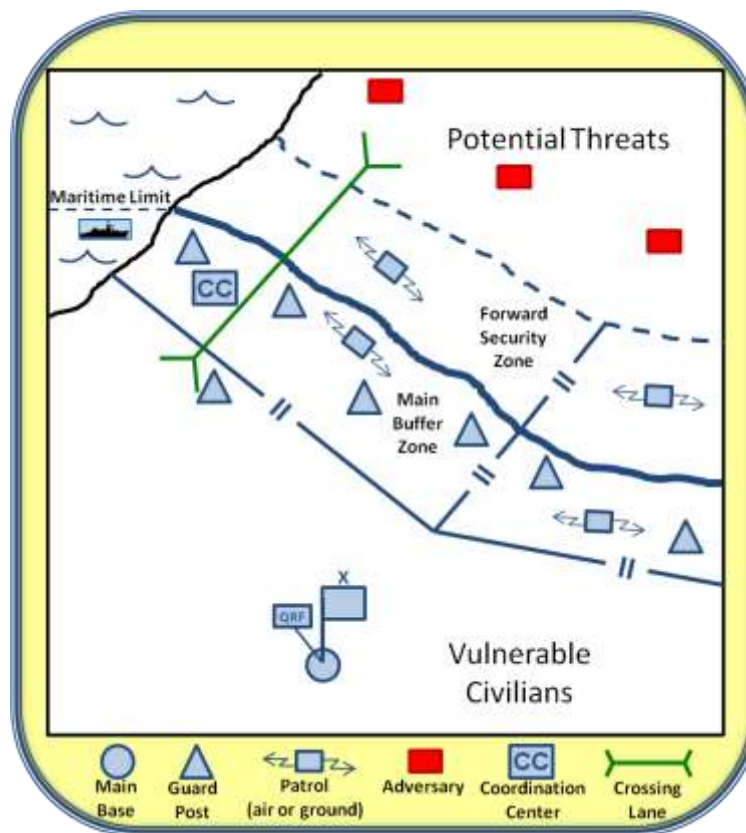 Potential Threats
Maritime Limit
CC
Forward
Security
Zone
Main
Buffer
Zone
X
QRF
Vulnerable
Civilians
CC
Main
Base
Guard
Post
Patrol
(air or ground)
Adversary
Coordination
Center
Crossing
Lane